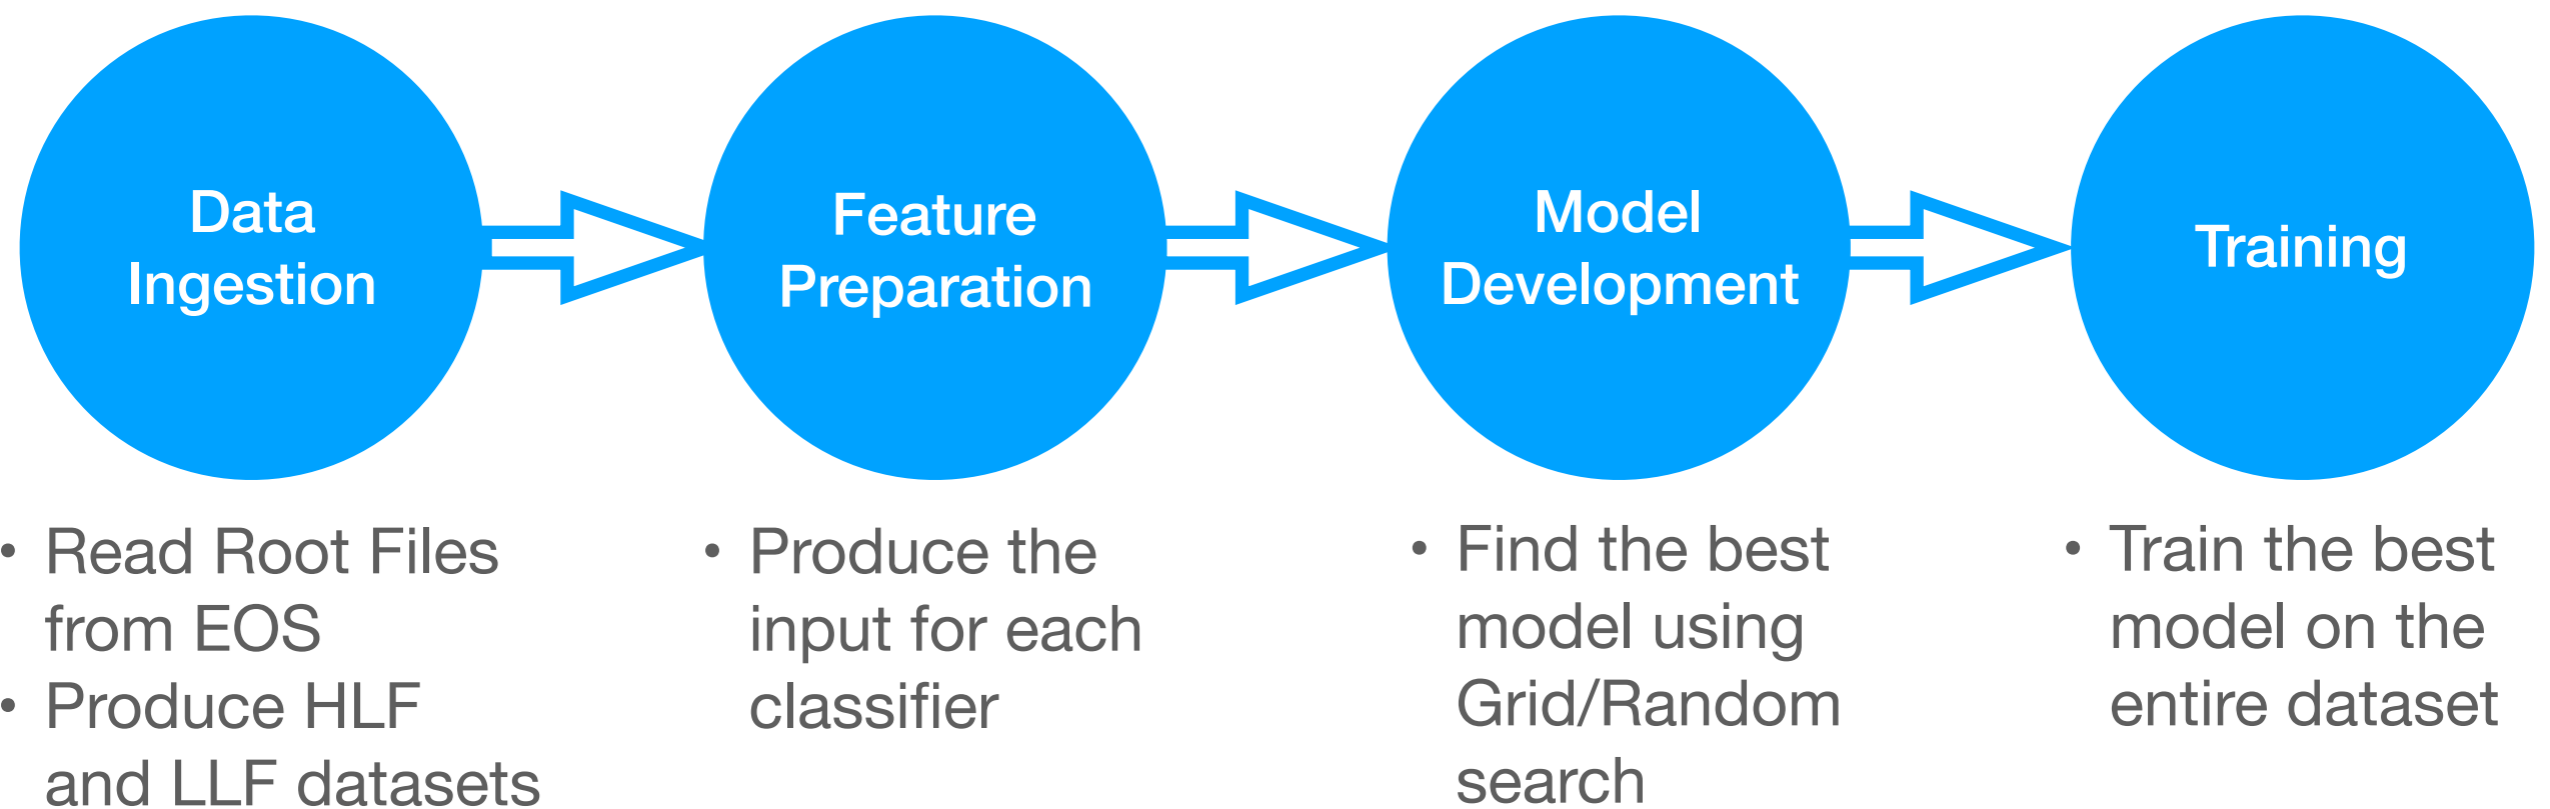 Data
Ingestion
Feature
Preparation
Model
Development
Training
• Read Root Files
from EOS
• Produce HLF
and LLF datasets
• Produce the
input for each
classifier
• Find the best
model using
Grid/Random
search
• Train the best
model on the
entire dataset